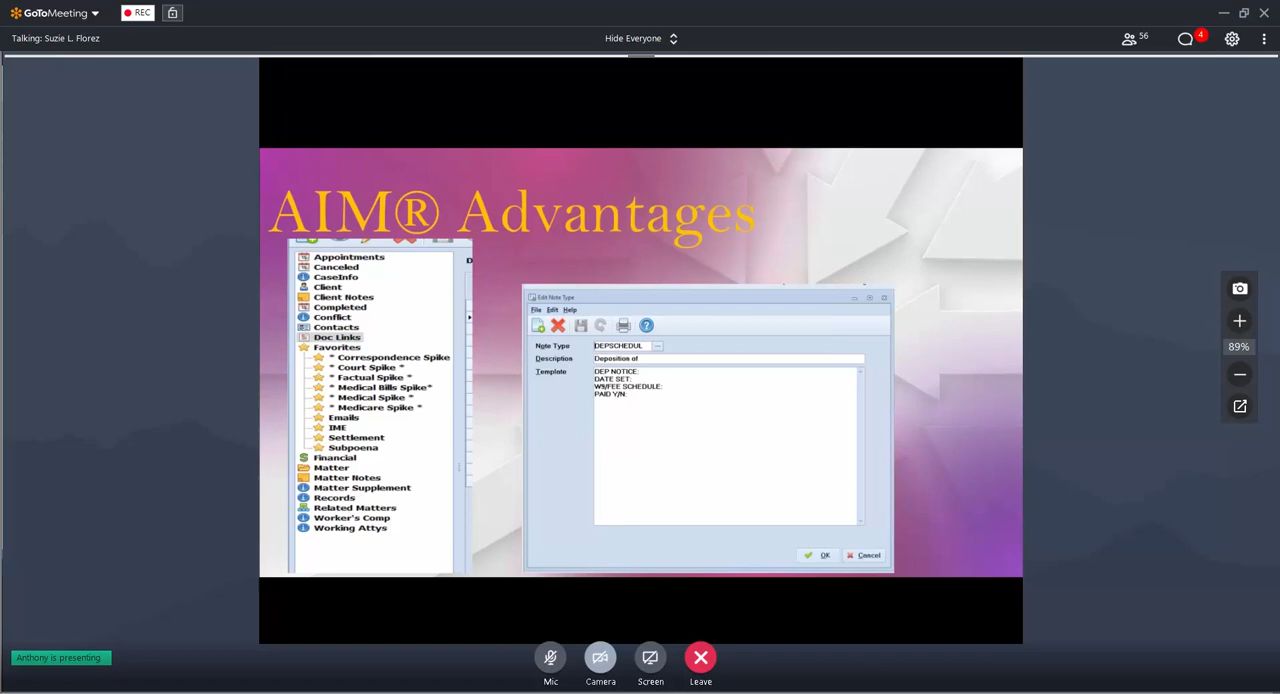 GoToMeeting
REC
Talking: Suzie L. Florez
Hide Everyone
56
4
AIM® Advantages
Appointments
Canceled
CaseInfo
Client
Client Notes
Completed
Conflict
Contacts
Doc Links
Favorites
* Correspondence Spike
* Court Spike *
* Factual Spike *
* Medical Bills Spike*
* Medical Spike *
* Medicare Spike *
Emails
IME
Settlement
Subpoena
Financial
Matter
Matter Notes
Matter Supplement
Records
Related Matters
Worker's Comp
Working Attys
D
Edit Note Type
File Edit Help
Note Type DEPSCHEDUL
Description Deposition of
Template DEP NOTICE:
DATE SET:
W9/FEE SCHEDULE:
PAID Y/N:
OK Cancel
89%
Anthony is presenting
Mic Camera Screen Leave